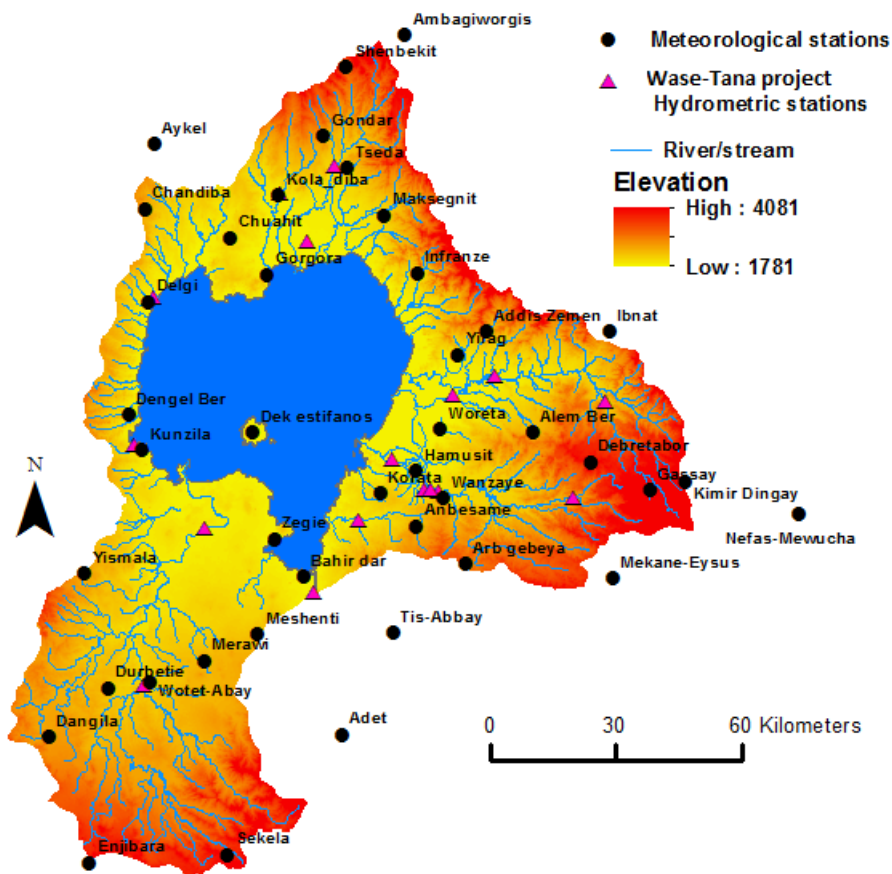 Ambagiworgis
Meteorological stations
Shenbekit
Wase-Tana project
Hydrometric stations
Aykel
Gondar
Tseda
River/stream
Kola_diba
Elevation
Chandiba
Maksegnit
High : 4081
Chuahit
Gorgora
Infranze
Low : 1781
Delgi
Addis Zemen
Ibnat
Yifag
Dengel Ber
Dek estifanos
Woreta
Alem Ber
Kunzila
Debretabor
Hamusit
Gassay
N
Korata
Wanzaye
Kimir Dingay
Anbesame
Nefas-Mewucha
Zegie
Arb gebeya
Yismala
Bahir dar
Mekane-Eysus
Meshenti
Tis-Abbay
Merawi
Durbetie
Wotet-Abay
Dangila
Adet
0 30 60 Kilometers
Enjibara
Sekela